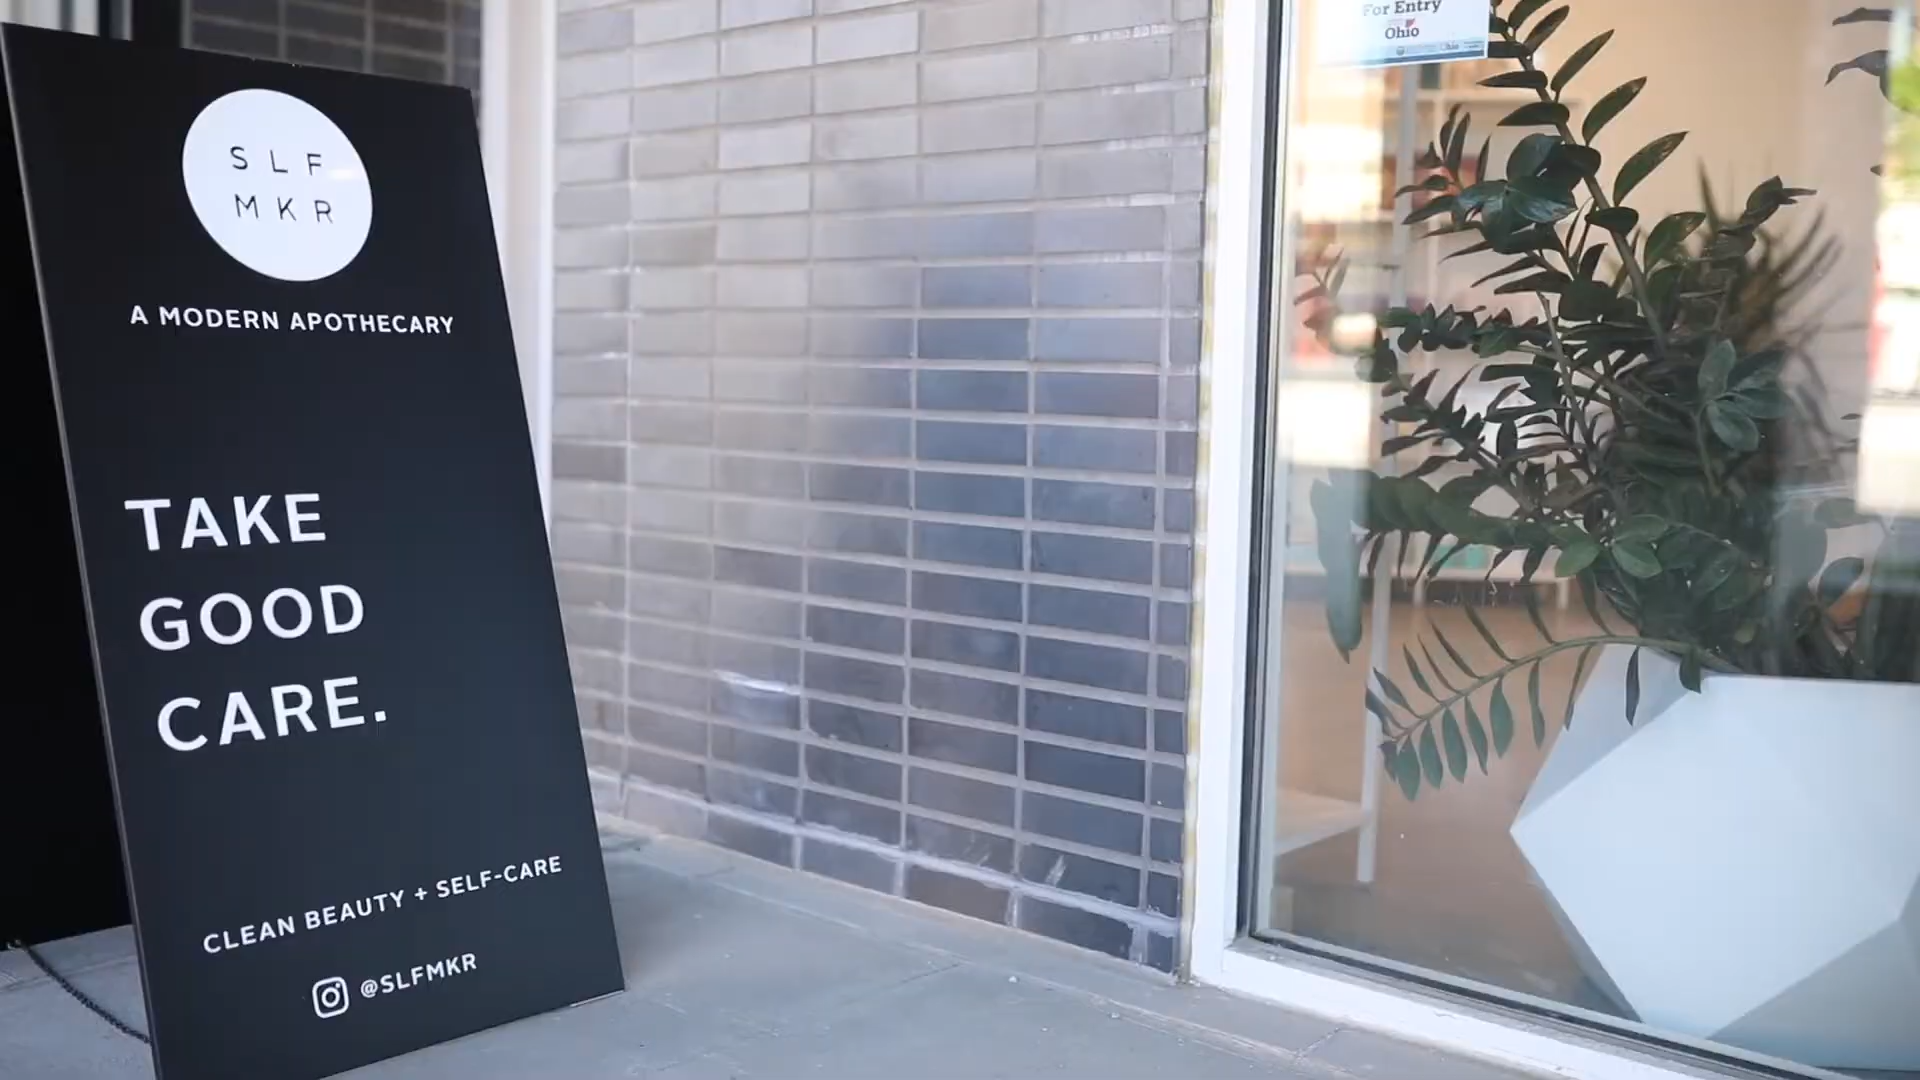 SLF
MKR
A MODERN APOTHECARY
TAKE
GOOD
CARE.
CLEAN BEAUTY + SELF-CARE
@SLFMKR
For Entry
Ohio